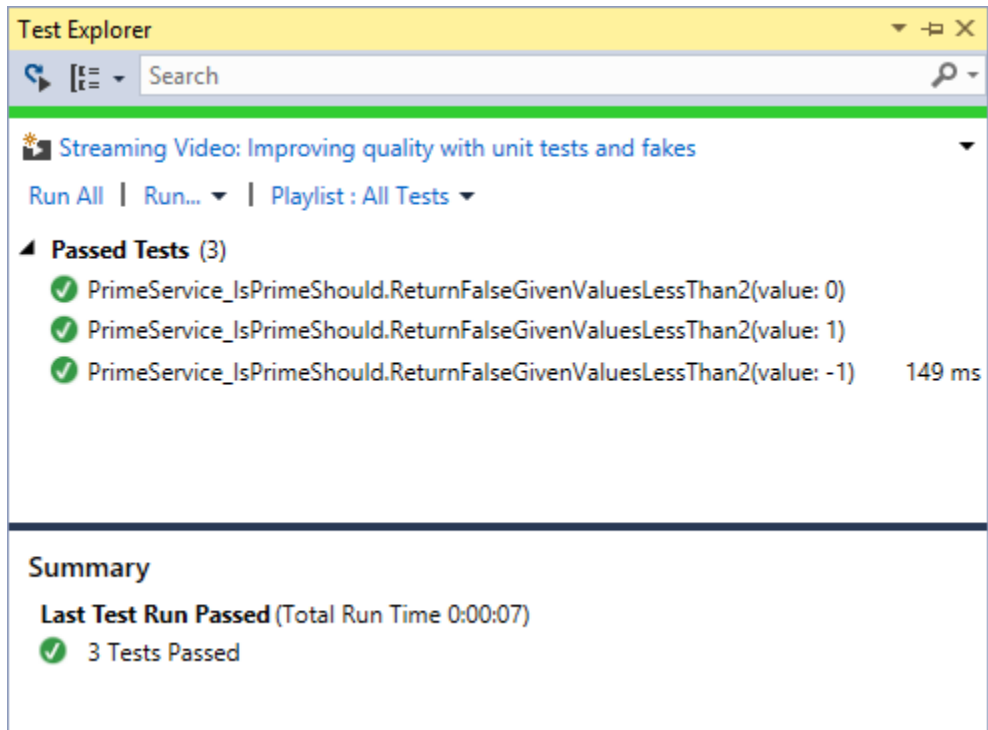 Test Explorer
Search
Streaming Video: Improving quality with unit tests and fakes
Run All | Run... | Playlist : All Tests
Passed Tests (3)
PrimeService_IsPrimeShould.ReturnFalseGivenValuesLessThan2(value: 0)
PrimeService_IsPrimeShould.ReturnFalseGivenValuesLessThan2(value: 1)
PrimeService_IsPrimeShould.ReturnFalseGivenValuesLessThan2(value: -1) 149 ms
Summary
Last Test Run Passed (Total Run Time 0:00:07)
3 Tests Passed